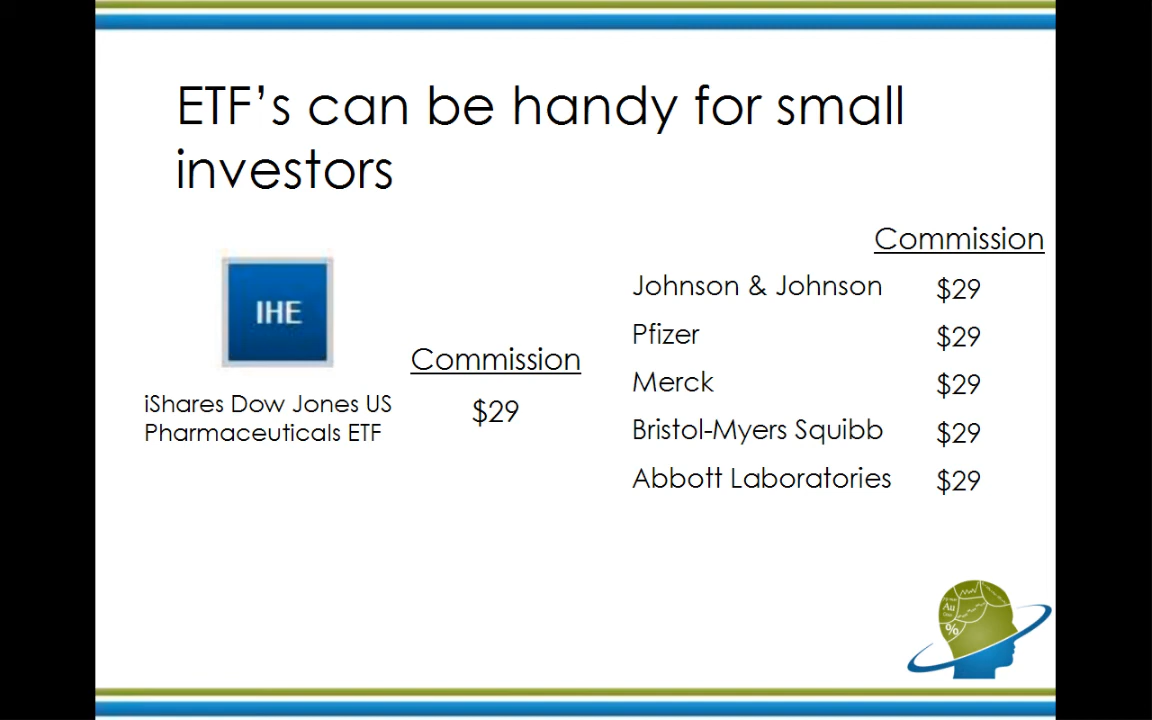 ETF's can be handy for small
investors
IHE
iShares Dow Jones US
Pharmaceuticals ETF
Commission
$29
Commission
Johnson & Johnson $29
Pfizer $29
Merck $29
Bristol-Myers Squibb $29
Abbott Laboratories $29
Au
%